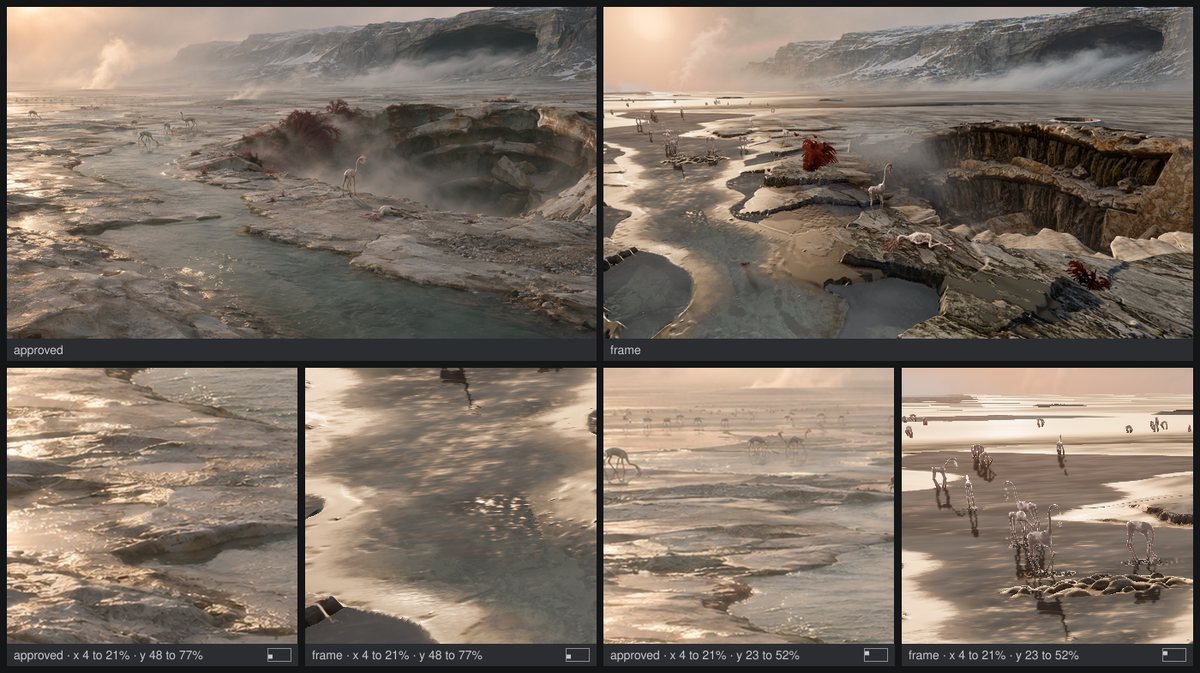 approved
frame
approved · x 4 to 21% · y 48 to 77%
frame · x 4 to 21% · y 48 to 77%
approved · x 4 to 21% · y 23 to 52%
frame · x 4 to 21% · y 23 to 52%